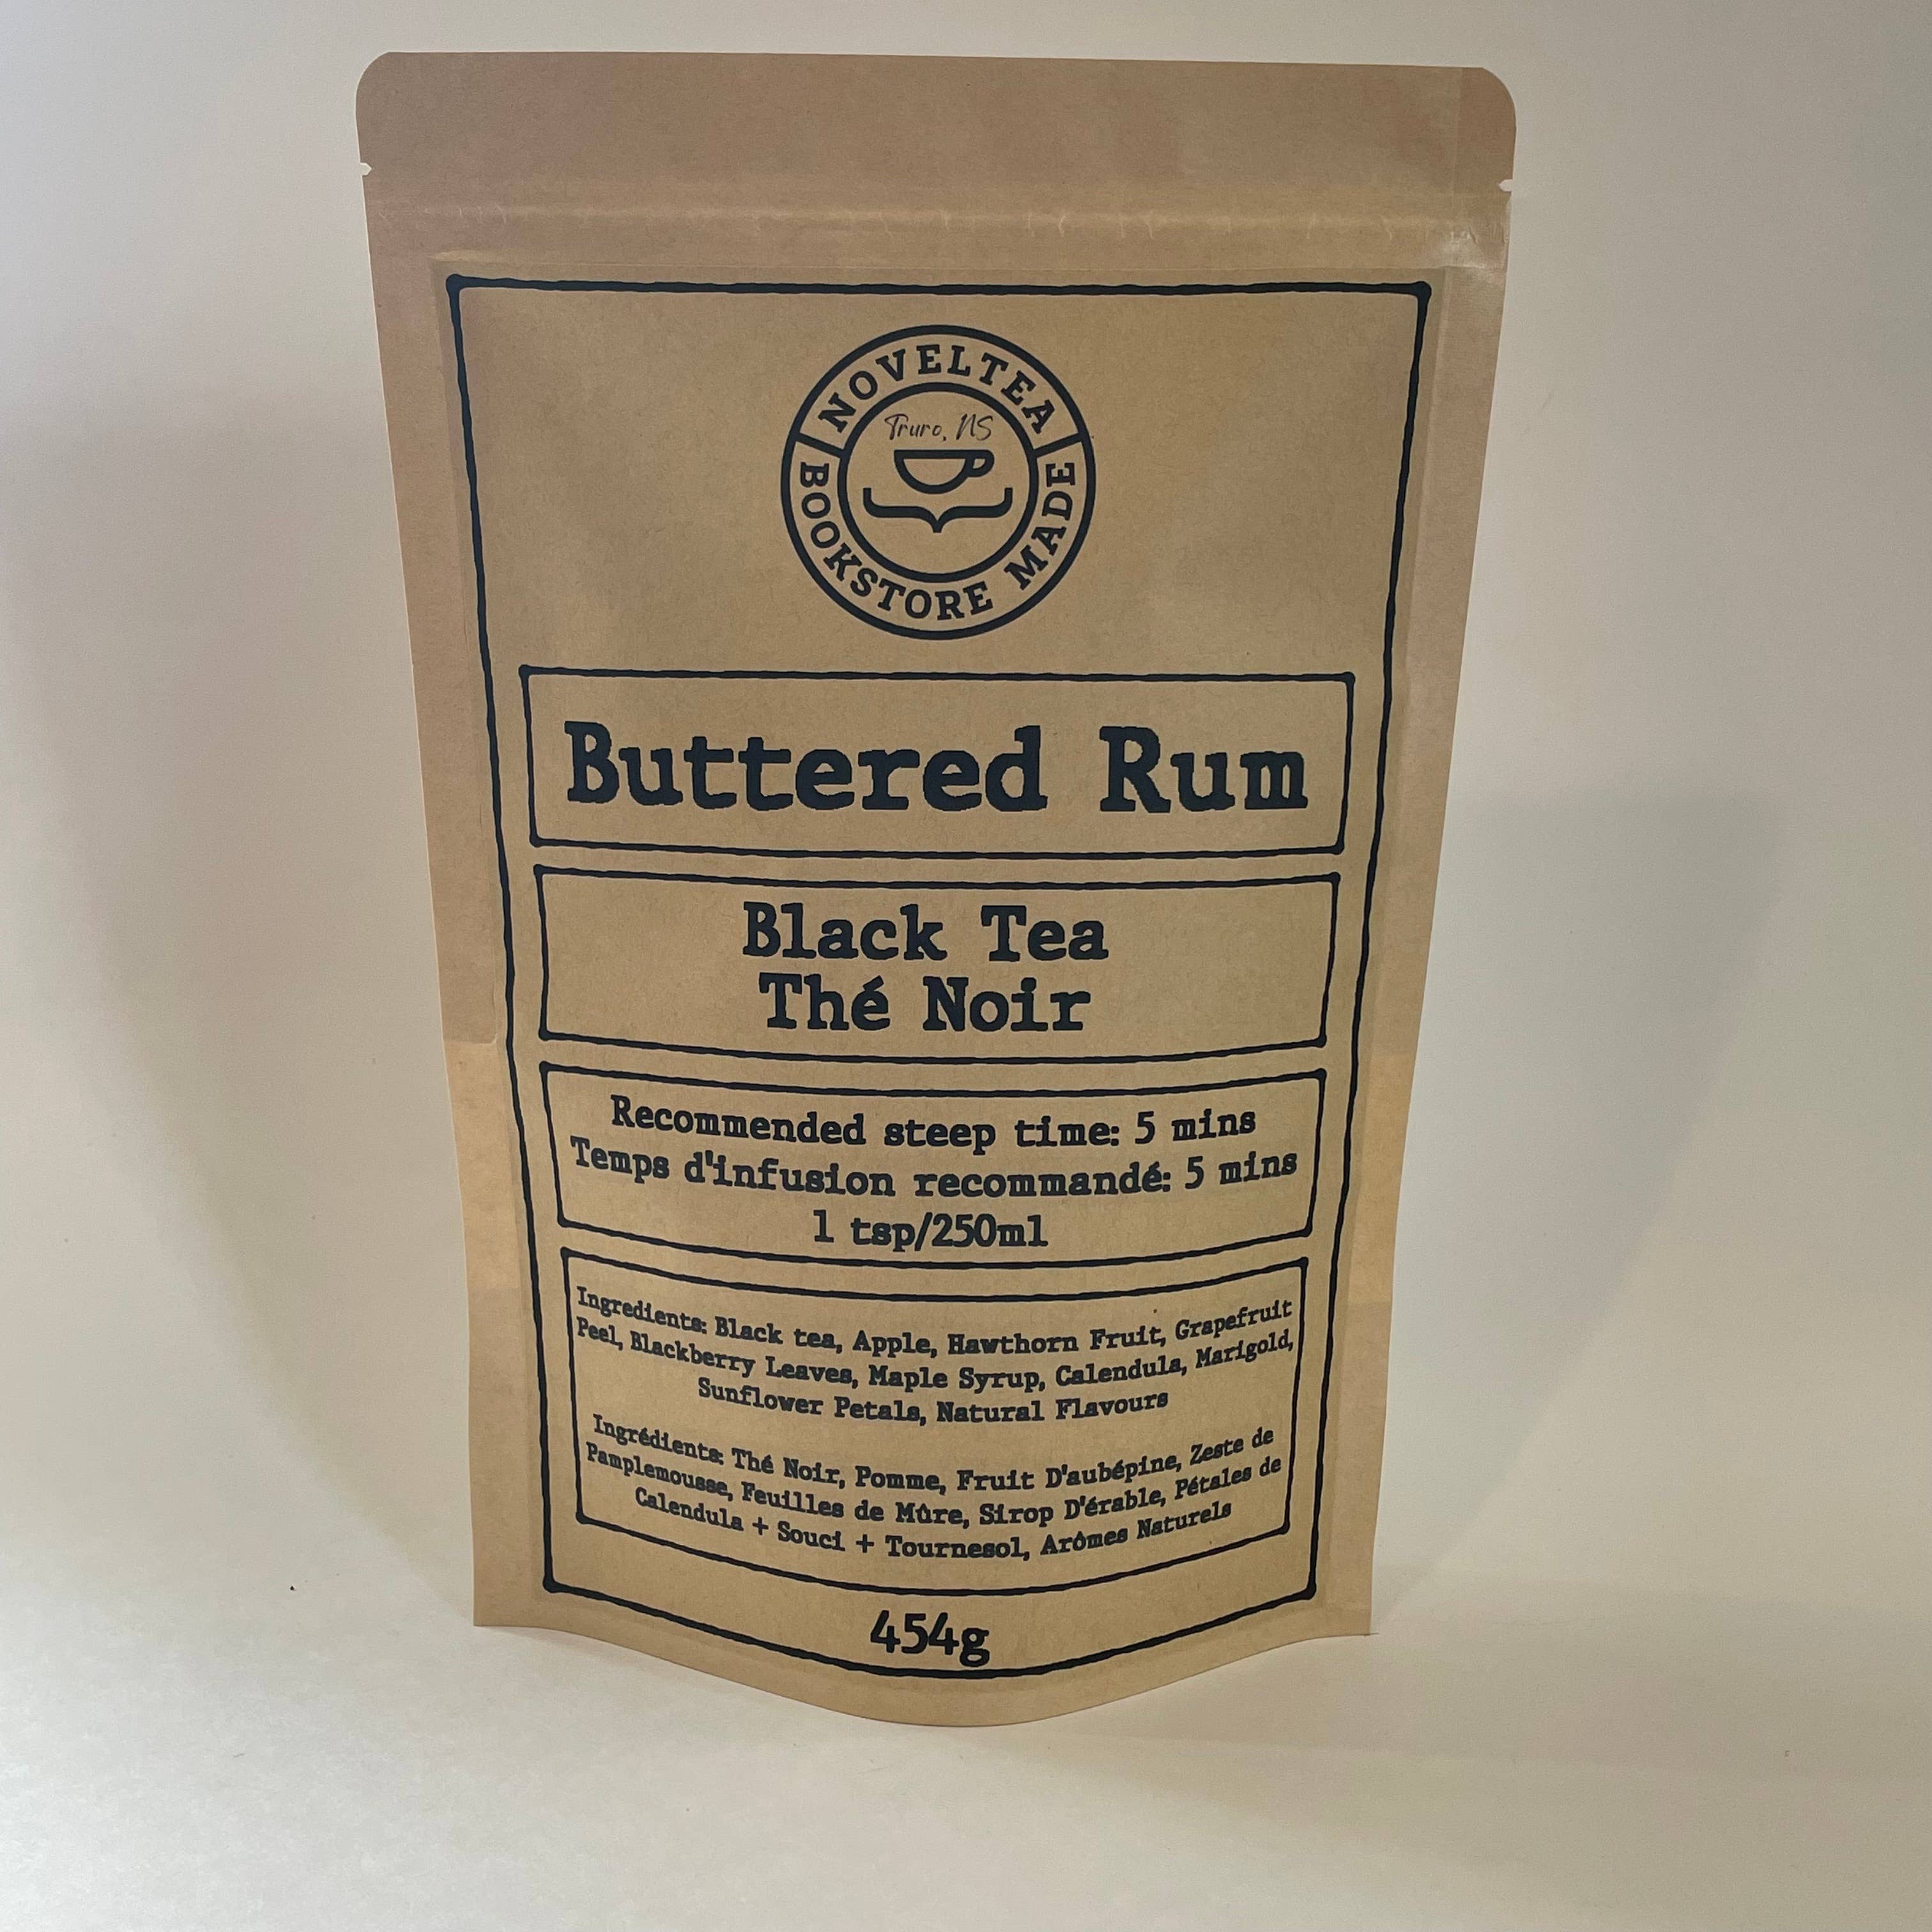 NOVELTEA
Truro, NS
BOOKSTORE MADE
Buttered Rum
Black Tea
Thé Noir
Recommended steep time: 5 mins
Temps d'infusion recommandé: 5 mins
1 tsp/250ml
Ingredients: Black tea, Apple, Hawthorn Fruit, Grapefruit
Peel, Blackberry Leaves, Maple Syrup, Calendula, Marigold,
Sunflower Petals, Natural Flavours
Ingrédients: Thé Noir, Pomme, Fruit D'aubépine, Zeste de
Pamplemousse, Feuilles de Mûre, Sirop D'érable, Pétales de
Calendula + Souci + Tournesol, Arômes Naturels
454g